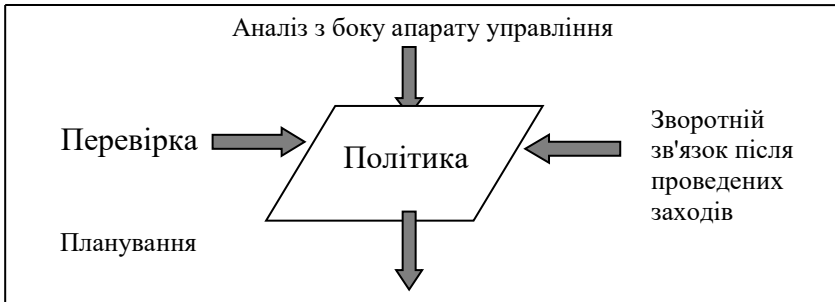 Аналіз з боку апарату управління
Перевірка
Політика
Зворотній
зв'язок після
проведених
заходів
Планування